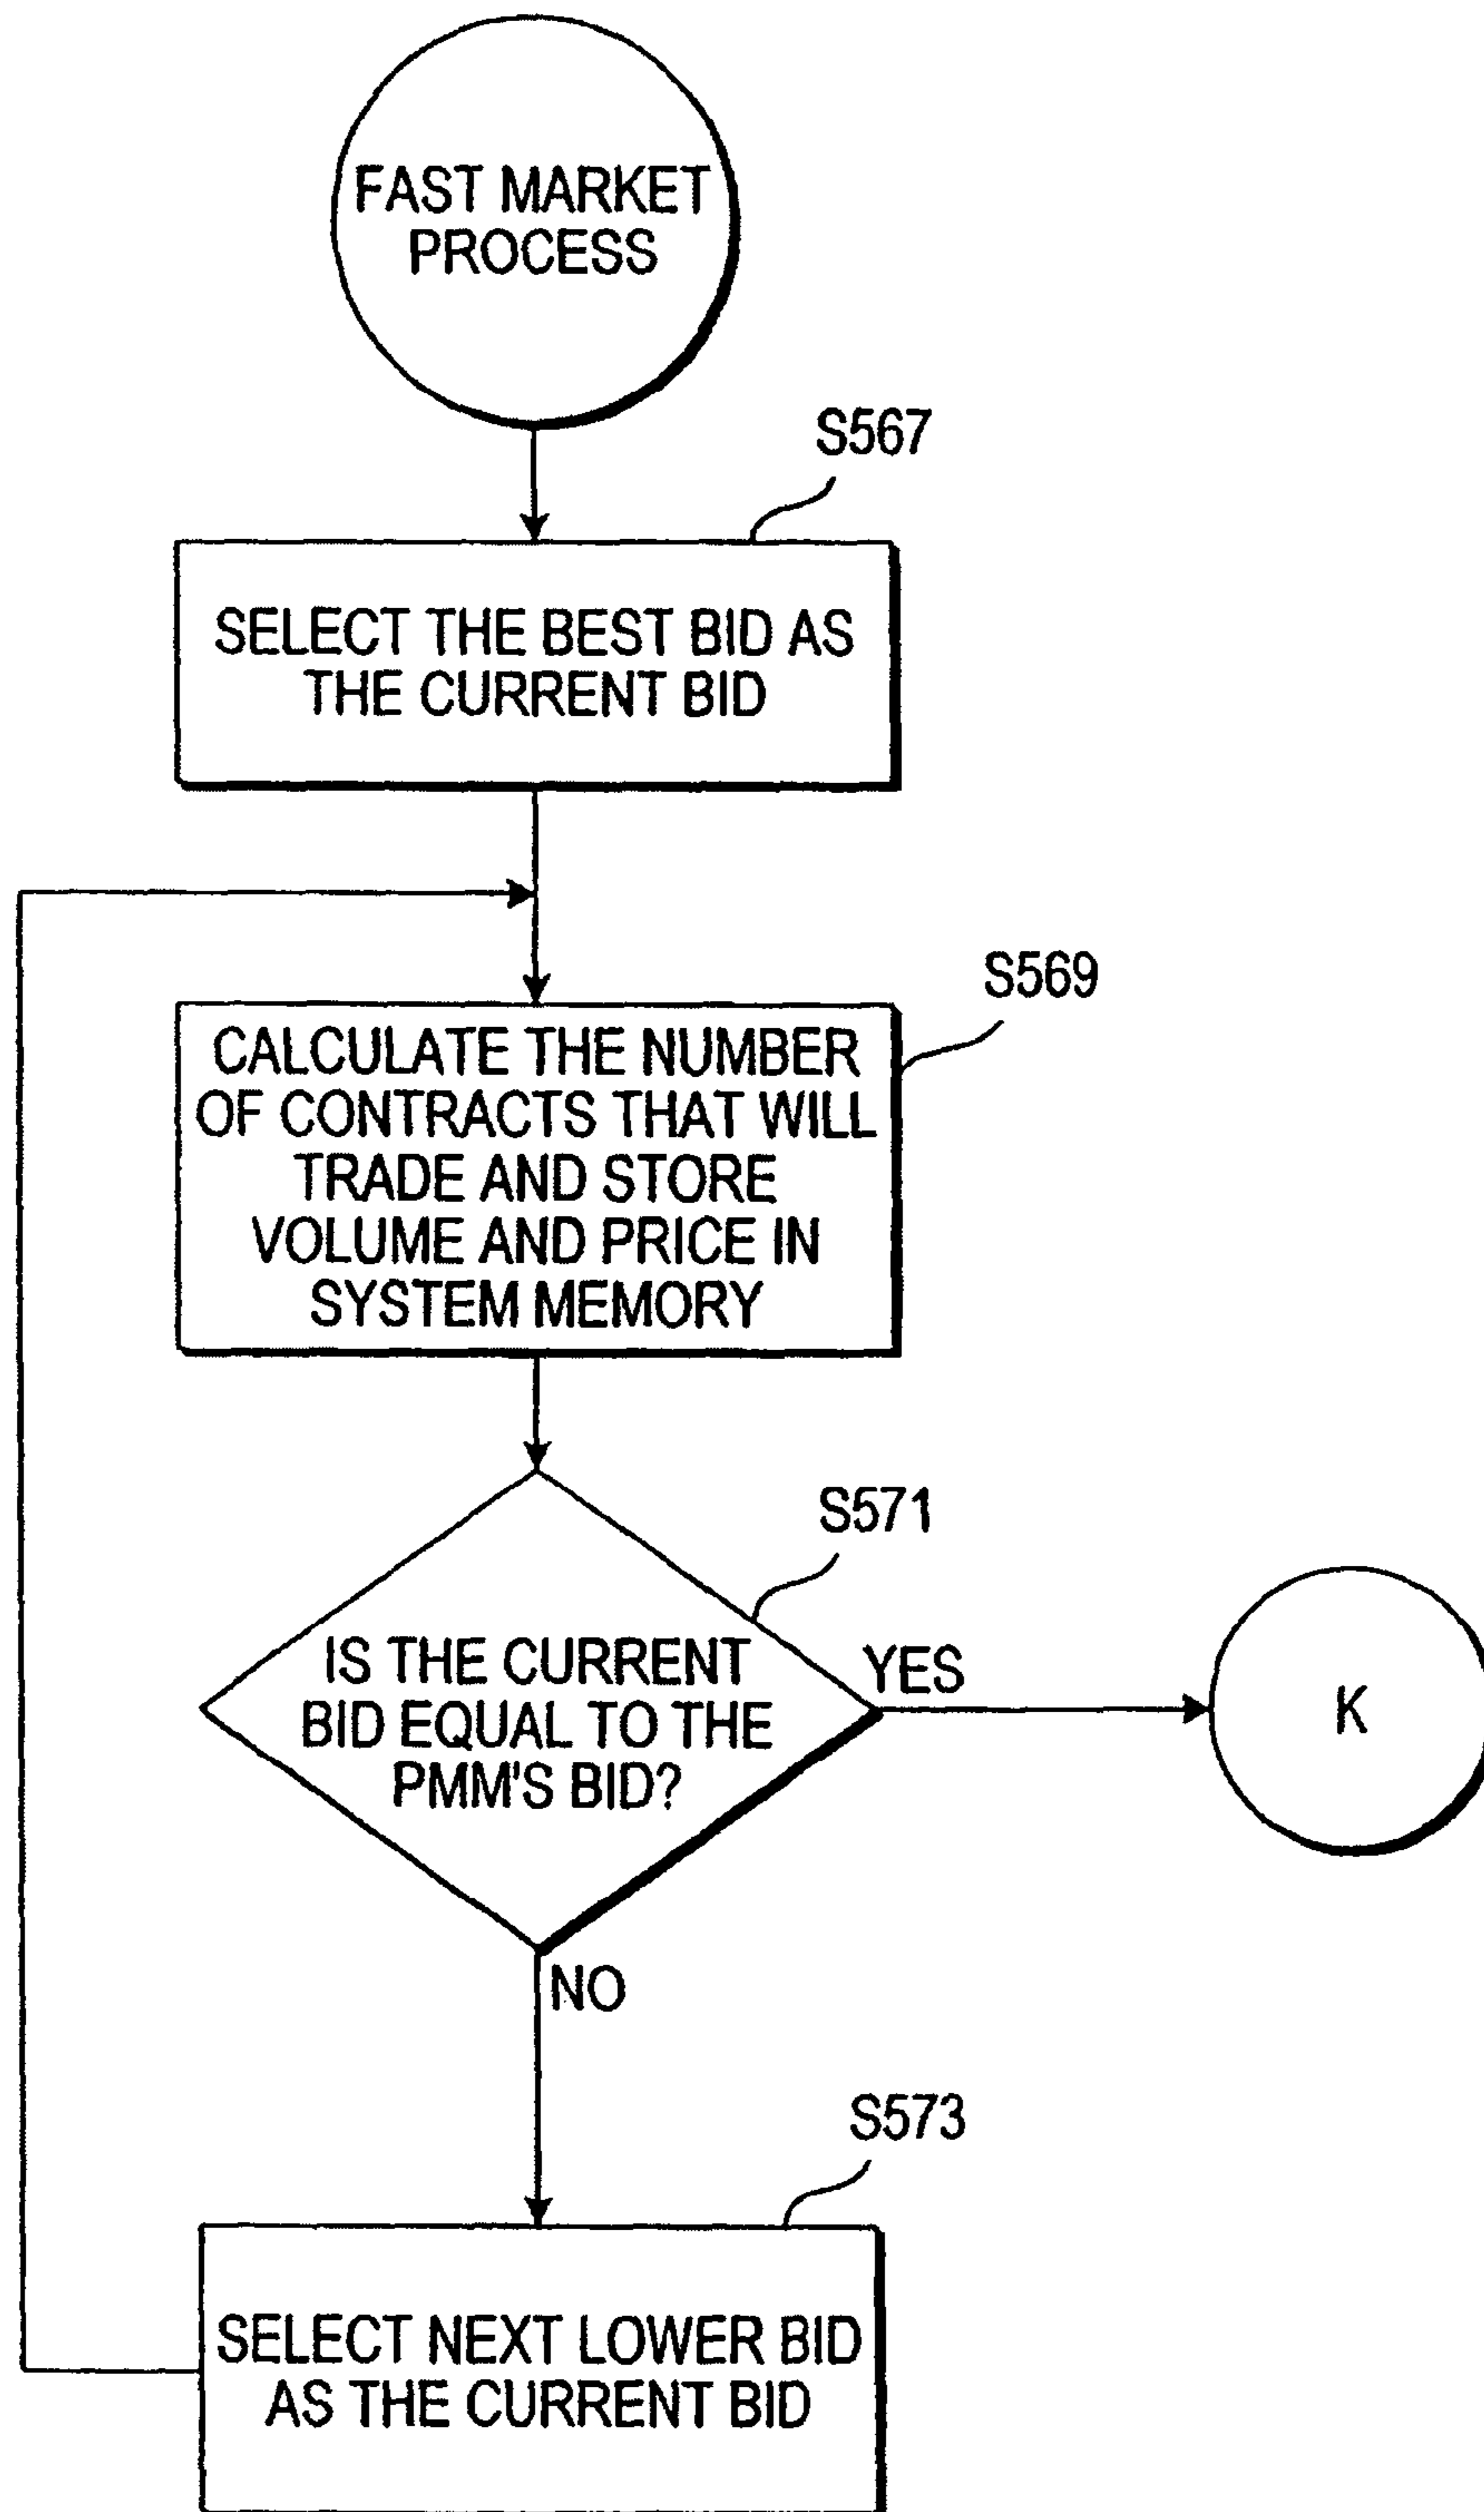 FAST MARKET
PROCESS
S567
SELECT THE BEST BID AS
THE CURRENT BID
S569
CALCULATE THE NUMBER
OF CONTRACTS THAT WILL
TRADE AND STORE
VOLUME AND PRICE IN
SYSTEM MEMORY
S571
IS THE CURRENT
BID EQUAL TO THE
PMM'S BID?
YES
K
NO
S573
SELECT NEXT LOWER BID
AS THE CURRENT BID